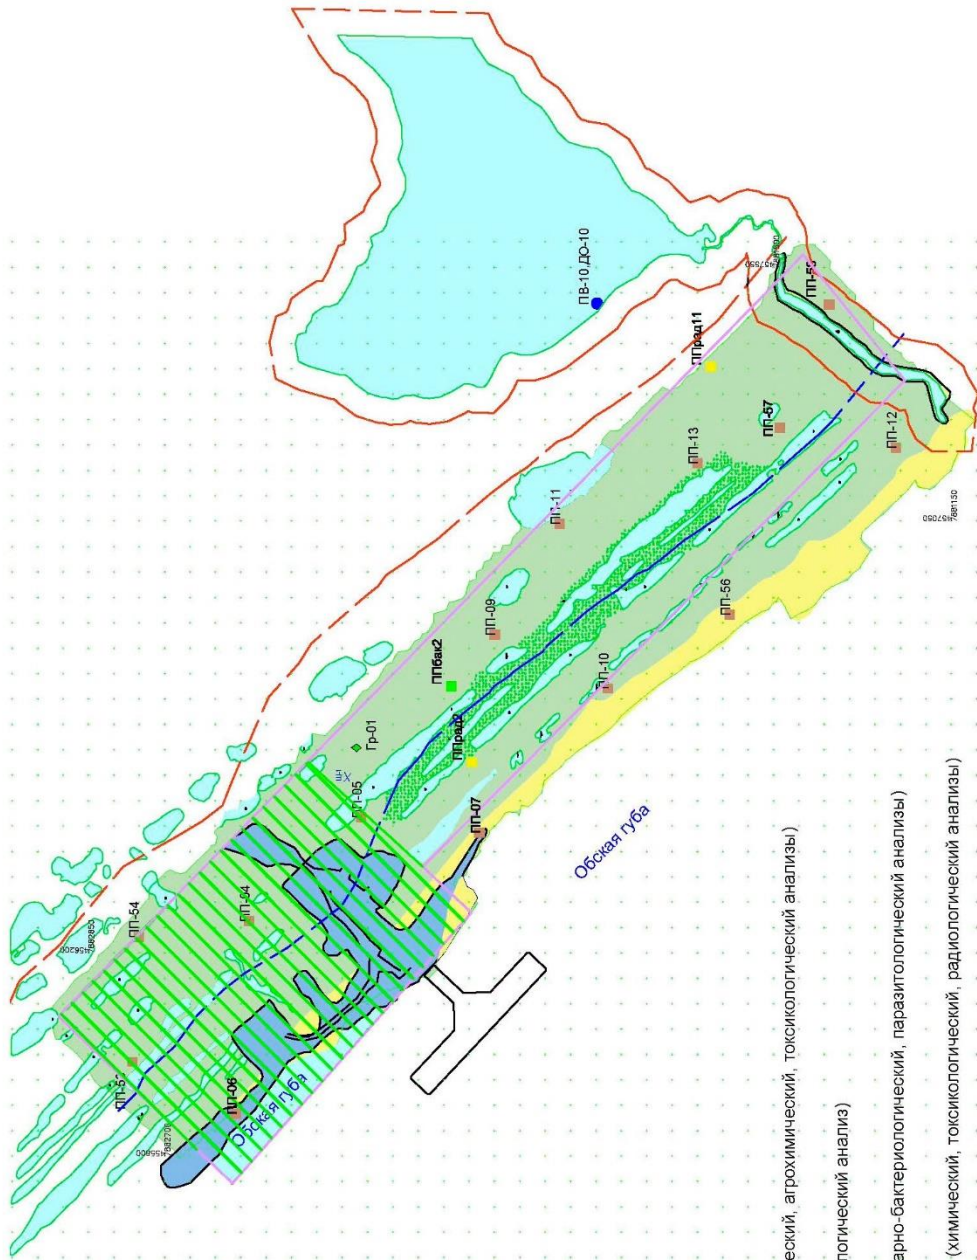 ПВ-10,ДО-10
ППрад11
ПП-57
ПП-12
ПП-13
ПП-11
ПП-56
ПП-09
ПП-10
ППбак2
ППрад2
Гр-01
ПП-05
ПП-07
ПП-04
ПП-54
ПП-06
Обская губа
Обская губа
еский, агрохимический, токсикологический анализы)
логический анализ)
арно-бактериологический, паразитологический анализы)
(химический, токсикологический, радиологический анализы)